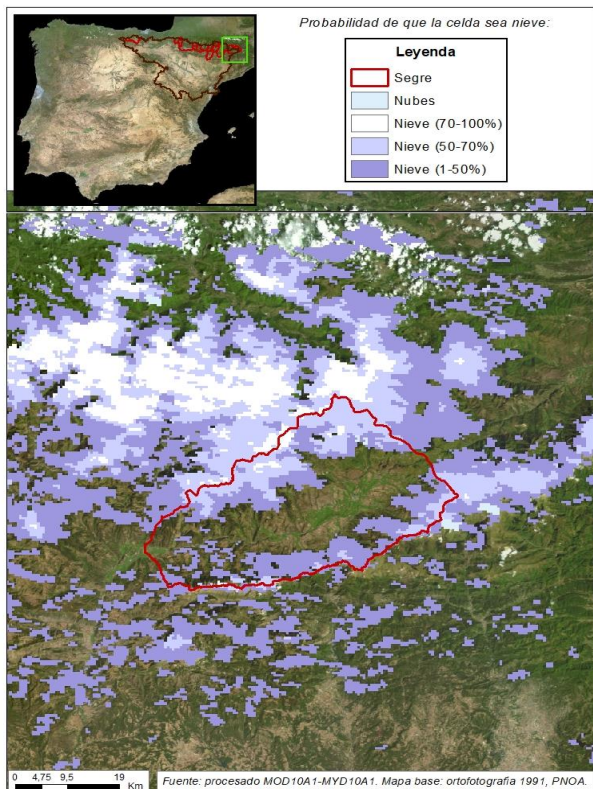 Probabilidad de que la celda sea nieve:
Leyenda
Segre
Nubes
Nieve (70-100%)
Nieve (50-70%)
Nieve (1-50%)
0 4,75 9,5 19
Km
Fuente: procesado MOD10A1-MYD10A1. Mapa base: ortofotografia 1991, PNOA.